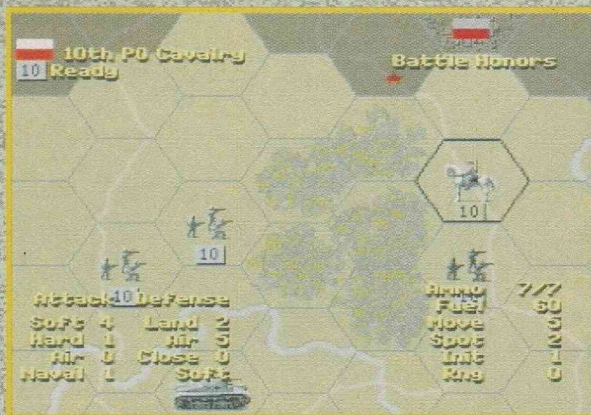 10th PO Cavalry
10 Ready
Battle Honors
10
10
10
Attack Defense
Soft 4 Land 2
Hard 1 Air 5
Air 0 Close 0
Naval 1 Soft
Ammo 7/7
Fuel 60
Move 5
Spot 2
Init 1
Rng 0